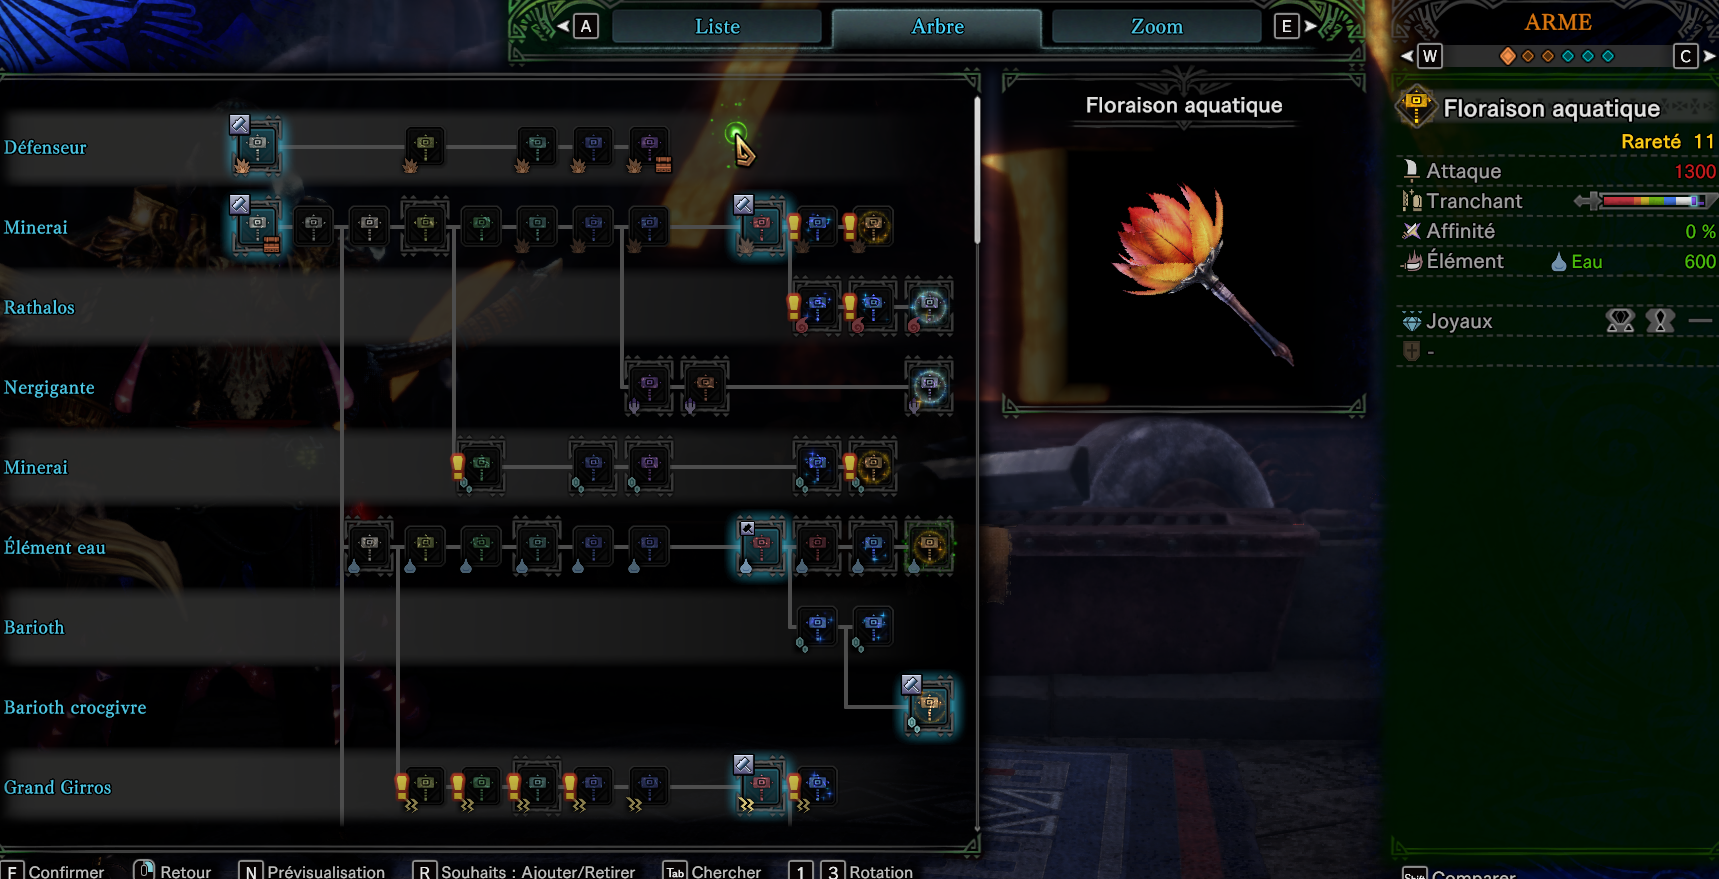 A
Liste
Arbre
Zoom
E
ARME
W
C
Défenseur
Minerai
Rathalos
Nergigante
Minerai
Élément eau
Barioth
Barioth crocgivre
Grand Girros
Floraison aquatique
Floraison aquatique
Rareté 11
Attaque 1300
Tranchant
Affinité 0 %
Élément Eau 600
Joyaux —
-
F Confirmer Retour N Prévisualisation R Souhaits : Ajouter/Retirer Tab Chercher 1 3 Rotation
Shift Comparer